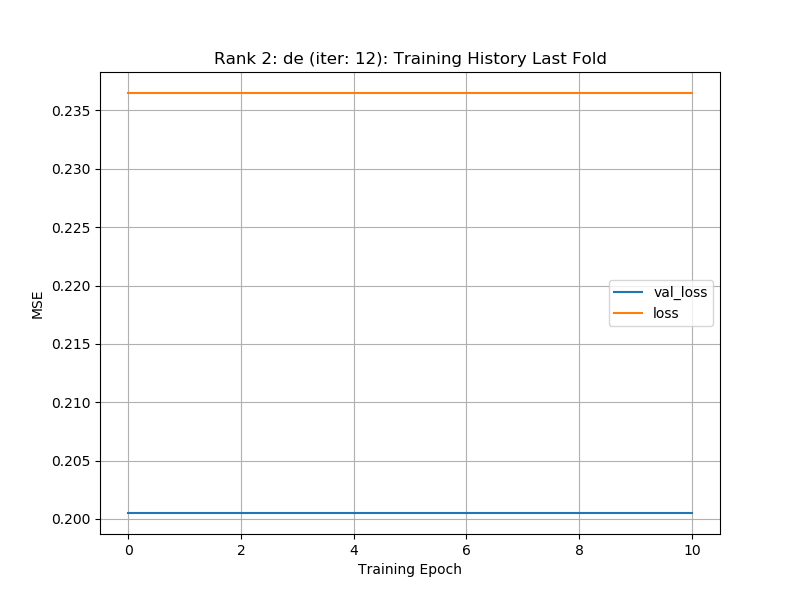 Rank 2: de (iter: 12): Training History Last Fold
0.235
0.230
0.225
0.220
0.215
0.210
0.205
0.200
MSE
val_loss
loss
0 2 4 6 8 10
Training Epoch